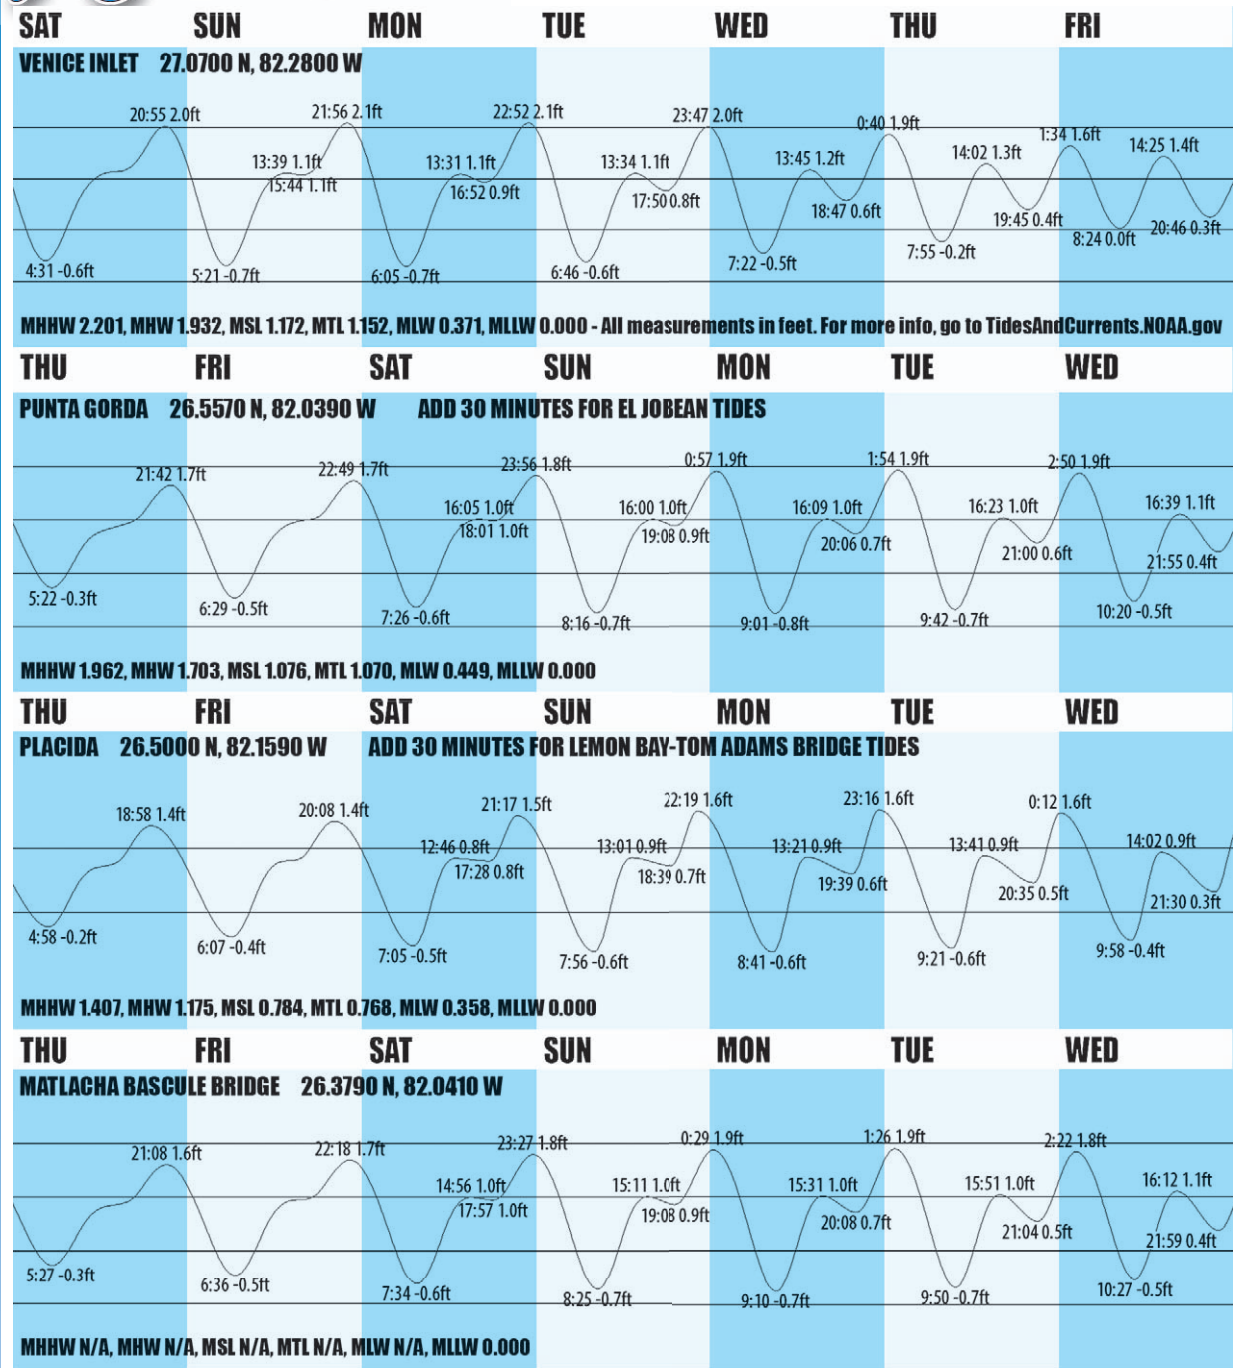 SAT SUN MON TUE WED THU FRI
VENICE INLET 27.0700 N, 82.2800 W
20:55 2.0ft 21:56 2.1ft 22:52 2.1ft 23:47 2.0ft 0:40 1.9ft 1:34 1.6ft 14:25 1.4ft
13:39 1.1ft 13:31 1.1ft 13:34 1.1ft 13:45 1.2ft 14:02 1.3ft
15:44 1.1ft 16:52 0.9ft 17:50 0.8ft 18:47 0.6ft 19:45 0.4ft 20:46 0.3ft
4:31 -0.6ft 5:21 -0.7ft 6:05 -0.7ft 6:46 -0.6ft 7:22 -0.5ft 7:55 -0.2ft 8:24 0.0ft
MHHW 2.201, MHW 1.932, MSL 1.172, MTL 1.152, MLW 0.371, MLLW 0.000 - All measurements in feet. For more info, go to TidesAndCurrents.NOAA.gov
THU FRI SAT SUN MON TUE WED
PUNTA GORDA 26.5570 N, 82.0390 W ADD 30 MINUTES FOR EL JOBEAN TIDES
21:42 1.7ft 22:49 1.7ft 23:56 1.8ft 0:57 1.9ft 1:54 1.9ft 2:50 1.9ft
16:05 1.0ft 16:00 1.0ft 16:09 1.0ft 16:23 1.0ft 16:39 1.1ft
18:01 1.0ft 19:08 0.9ft 20:06 0.7ft 21:00 0.6ft 21:55 0.4ft
5:22 -0.3ft 6:29 -0.5ft 7:26 -0.6ft 8:16 -0.7ft 9:01 -0.8ft 9:42 -0.7ft 10:20 -0.5ft
MHHW 1.962, MHW 1.703, MSL 1.076, MTL 1.070, MLW 0.449, MLLW 0.000
THU FRI SAT SUN MON TUE WED
PLACIDA 26.5000 N, 82.1590 W ADD 30 MINUTES FOR LEMON BAY-TOM ADAMS BRIDGE TIDES
18:58 1.4ft 20:08 1.4ft 21:17 1.5ft 22:19 1.6ft 23:16 1.6ft 0:12 1.6ft
12:46 0.8ft 13:01 0.9ft 13:21 0.9ft 13:41 0.9ft 14:02 0.9ft
17:28 0.8ft 18:39 0.7ft 19:39 0.6ft 20:35 0.5ft 21:30 0.3ft
4:58 -0.2ft 6:07 -0.4ft 7:05 -0.5ft 7:56 -0.6ft 8:41 -0.6ft 9:21 -0.6ft 9:58 -0.4ft
MHHW 1.407, MHW 1.175, MSL 0.784, MTL 0.768, MLW 0.358, MLLW 0.000
THU FRI SAT SUN MON TUE WED
MATLACHA BASCULE BRIDGE 26.3790 N, 82.0410 W
21:08 1.6ft 22:18 1.7ft 23:27 1.8ft 0:29 1.9ft 1:26 1.9ft 2:22 1.8ft
14:56 1.0ft 15:11 1.0ft 15:31 1.0ft 15:51 1.0ft 16:12 1.1ft
17:57 1.0ft 19:08 0.9ft 20:08 0.7ft 21:04 0.5ft 21:59 0.4ft
5:27 -0.3ft 6:36 -0.5ft 7:34 -0.6ft 8:25 -0.7ft 9:10 -0.7ft 9:50 -0.7ft 10:27 -0.5ft
MHHW N/A, MHW N/A, MSL N/A, MTL N/A, MLW N/A, MLLW 0.000